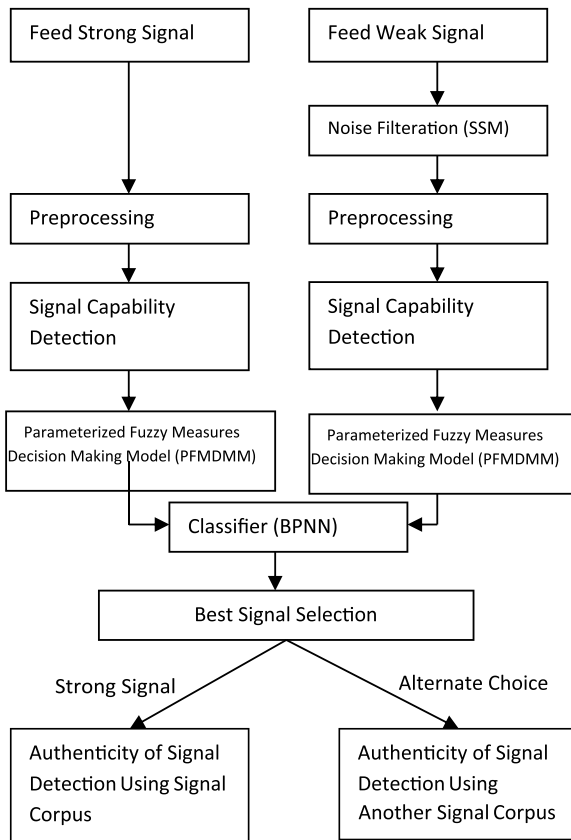 Feed Strong Signal
Feed Weak Signal
Noise Filteration (SSM)
Preprocessing
Preprocessing
Signal Capability
Detection
Signal Capability
Detection
Parameterized Fuzzy Measures
Decision Making Model (PFMDMM)
Parameterized Fuzzy Measures
Decision Making Model (PFMDMM)
Classifier (BPNN)
Best Signal Selection
Strong Signal
Alternate Choice
Authenticity of Signal
Detection Using Signal
Corpus
Authenticity of Signal
Detection Using
Another Signal Corpus